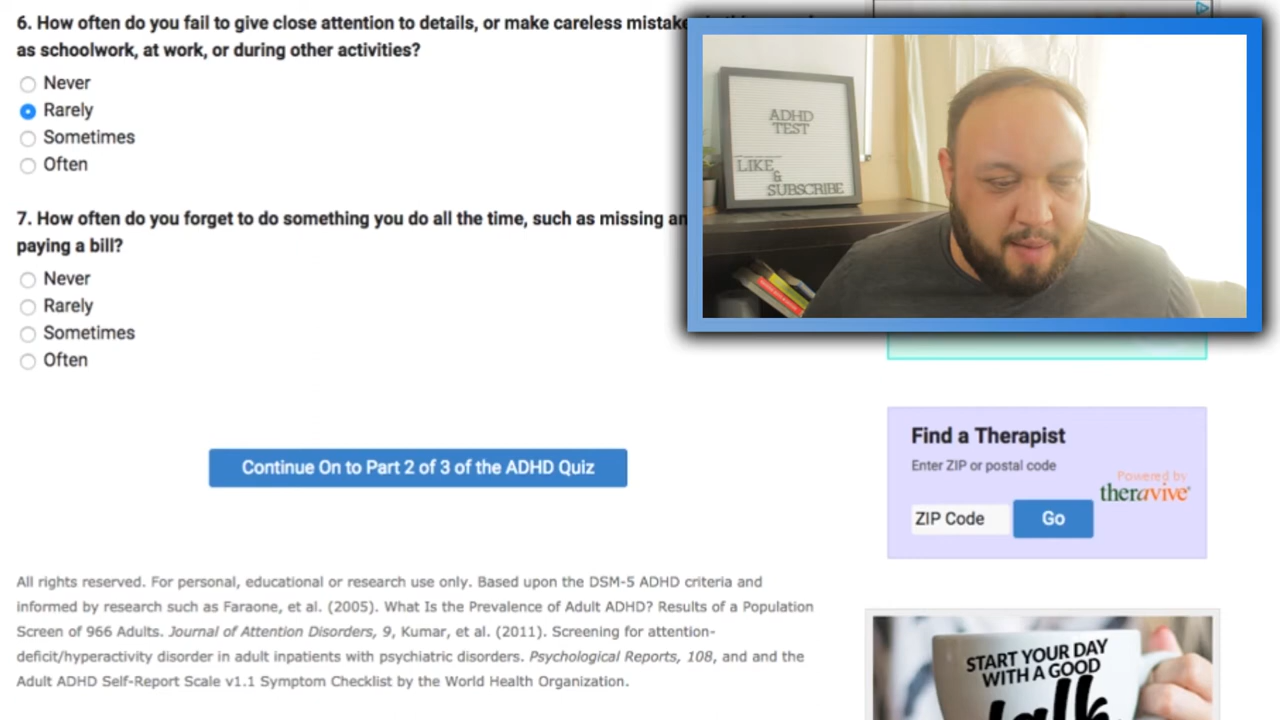 6. How often do you fail to give close attention to details, or make careless
as schoolwork, at work, or during other activities?
Never
Rarely
Sometimes
Often
7. How often do you forget to do something you do all the time, such as missing
paying a bill?
Never
Rarely
Sometimes
Often
Continue On to Part 2 of 3 of the ADHD Quiz
All rights reserved. For personal, educational or research use only. Based upon the DSM-5 ADHD criteria and
informed by research such as Faraone, et al. (2005). What Is the Prevalence of Adult ADHD? Results of a Population
Screen of 966 Adults. Journal of Attention Disorders, 9, Kumar, et al. (2011). Screening for attention-
deficit/hyperactivity disorder in adult inpatients with psychiatric disorders. Psychological Reports, 108, and and the
Adult ADHD Self-Report Scale v1.1 Symptom Checklist by the World Health Organization.
ADHD
TEST
LIKE
&
SUBSCRIBE
Find a Therapist
Enter ZIP or postal code
Powered by
theravive
ZIP Code
Go
START YOUR DAY
WITH A GOOD